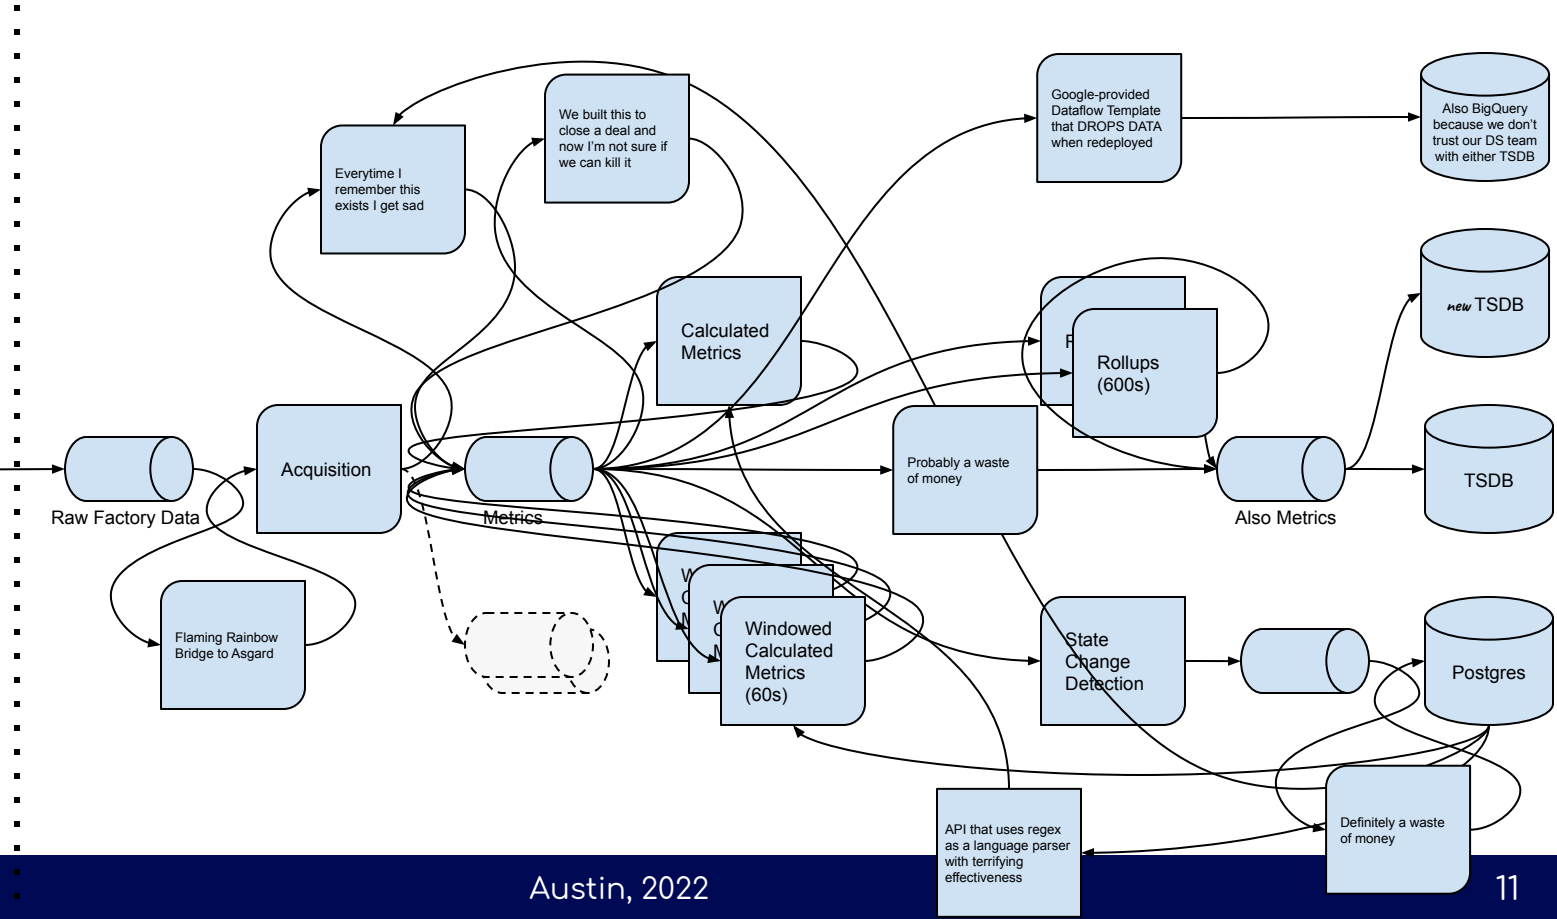 We built this to
close a deal and
now I'm not sure if
we can kill it
Google-provided
Dataflow Template
that DROPS DATA
when redeployed
Also BigQuery
because we don't
trust our DS team
with either TSDB
Everytime I
remember this
exists I get sad
new TSDB
Calculated
Metrics
R
Rollups
(600s)
Acquisition
Raw Factory Data
Metrics
Probably a waste
of money
Also Metrics
TSDB
Flaming Rainbow
Bridge to Asgard
W
C
M
W
C
M
Windowed
Calculated
Metrics
(60s)
State
Change
Detection
Postgres
API that uses regex
as a language parser
with terrifying
effectiveness
Definitely a waste
of money
Austin, 2022
11